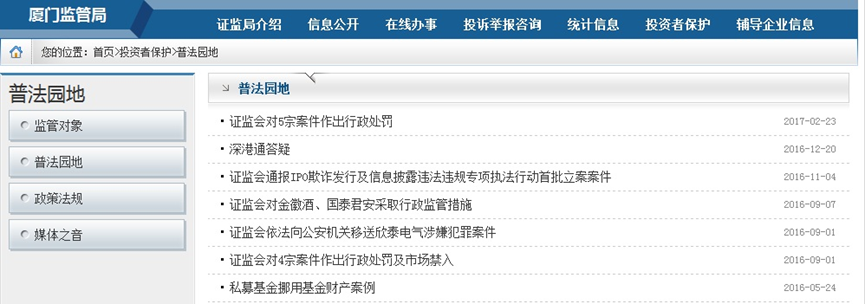 厦门监管局
证监局介绍 信息公开 在线办事 投诉举报咨询 统计信息 投资者保护 辅导企业信息
您的位置：首页>投资者保护>普法园地
普法园地
监管对象
普法园地
政策法规
媒体之音
普法园地
证监会对5宗案件作出行政处罚 2017-02-23
深港通答疑 2016-12-20
证监会通报IPO欺诈发行及信息披露违法违规专项执法行动首批立案案件 2016-11-04
证监会对金徽酒、国泰君安采取行政监管措施 2016-09-07
证监会依法向公安机关移送欣泰电气涉嫌犯罪案件 2016-09-01
证监会对4宗案件作出行政处罚及市场禁入 2016-09-01
私募基金挪用基金财产案例 2016-05-24